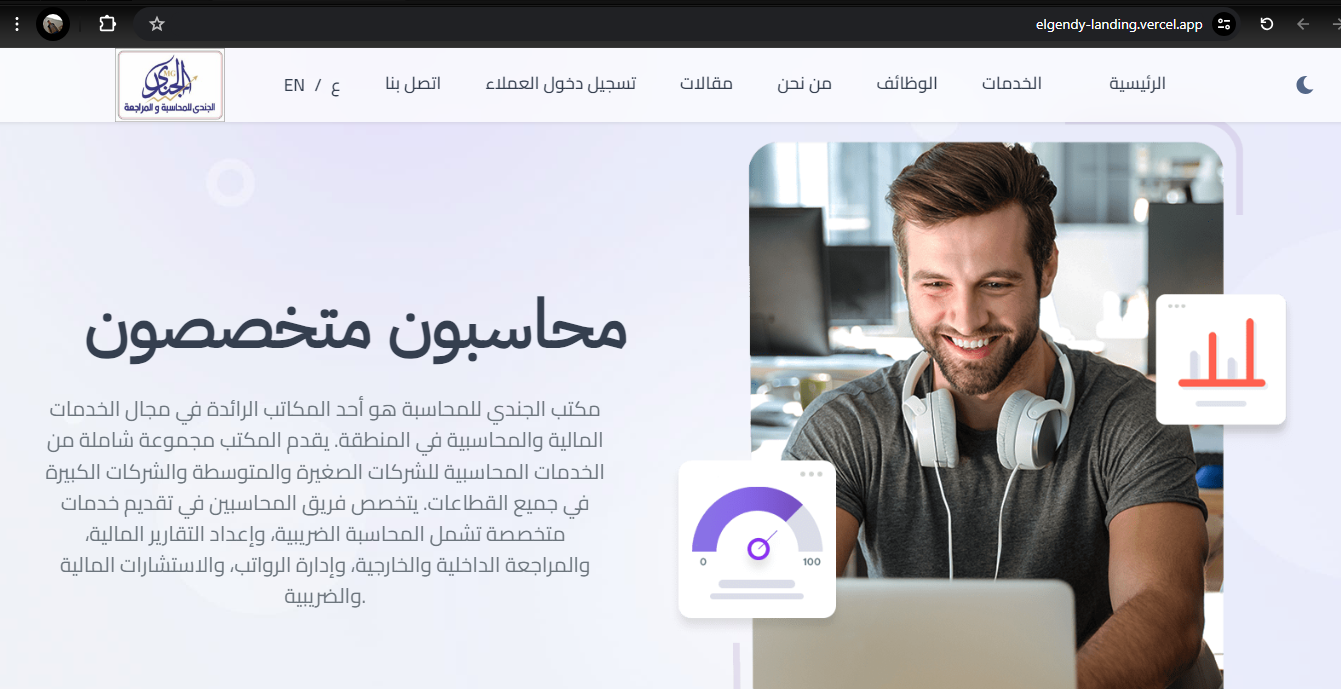 elgendy-landing.vercel.app
الرئيسية
الخدمات
الوظائف
من نحن
مقالات
تسجيل دخول العملاء
اتصل بنا
ع / EN
الجندي
MG
الجندى للمحاسبة و المراجعة
محاسبون متخصصون
مكتب الجندي للمحاسبة هو أحد المكاتب الرائدة في مجال الخدمات
المالية والمحاسبية في المنطقة. يقدم المكتب مجموعة شاملة من
الخدمات المحاسبية للشركات الصغيرة والمتوسطة والشركات الكبيرة
في جميع القطاعات. يتخصص فريق المحاسبين في تقديم خدمات
متخصصة تشمل المحاسبة الضريبية، وإعداد التقارير المالية،
والمراجعة الداخلية والخارجية، وإدارة الرواتب، والاستشارات المالية
.والضريبية
0
100